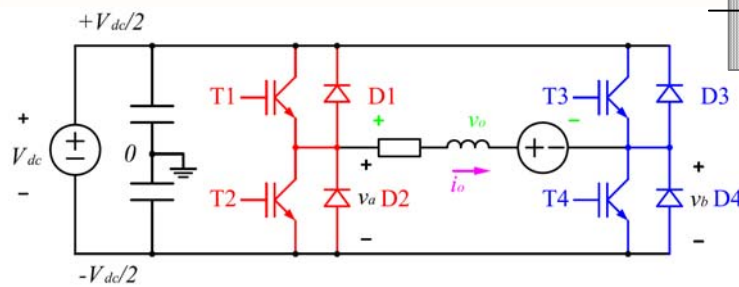 +Vdc/2
T1
D1
T3
D3
+
vo
−
+
Vdc
−
0
+
−
+
−
io
T2
+
va
−
D2
T4
+
vb
−
D4
-Vdc/2